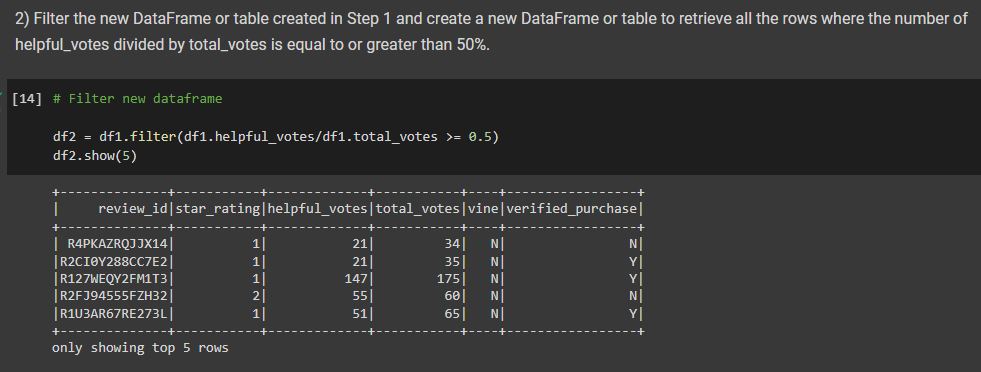 2) Filter the new DataFrame or table created in Step 1 and create a new DataFrame or table to retrieve all the rows where the number of
helpful_votes divided by total_votes is equal to or greater than 50%.
[14] # Filter new dataframe
df2 = df1.filter(df1.helpful_votes/df1.total_votes >= 0.5)
df2.show(5)
+--------------+-----------+-------------+-----------+----+-----------------+
|     review_id|star_rating|helpful_votes|total_votes|vine|verified_purchase|
+--------------+-----------+-------------+-----------+----+-----------------+
| R4PKAZRQJJX14|          1|           21|         34|   N|                N|
|R2CI0Y288CC7E2|          1|           21|         35|   N|                Y|
|R127WEQY2FM1T3|          1|          147|        175|   N|                Y|
|R2FJ94555FZH32|          2|           55|         60|   N|                N|
|R1U3AR67RE273L|          1|           51|         65|   N|                Y|
+--------------+-----------+-------------+-----------+----+-----------------+
only showing top 5 rows